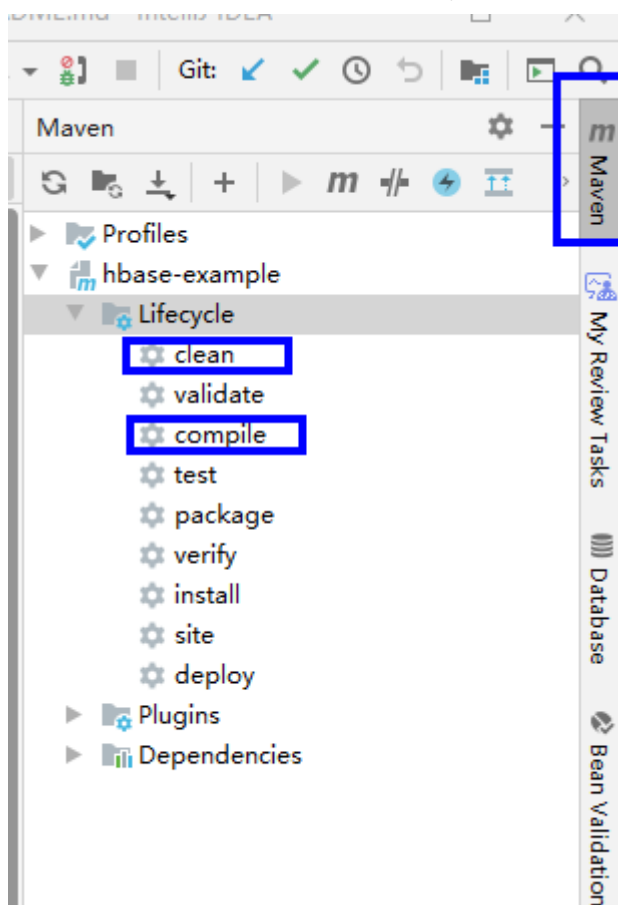 Git:
Maven
m
Profiles
hbase-example
Lifecycle
clean
validate
compile
test
package
verify
install
site
deploy
Plugins
Dependencies
m
Maven
My Review Tasks
Database
Bean Validation